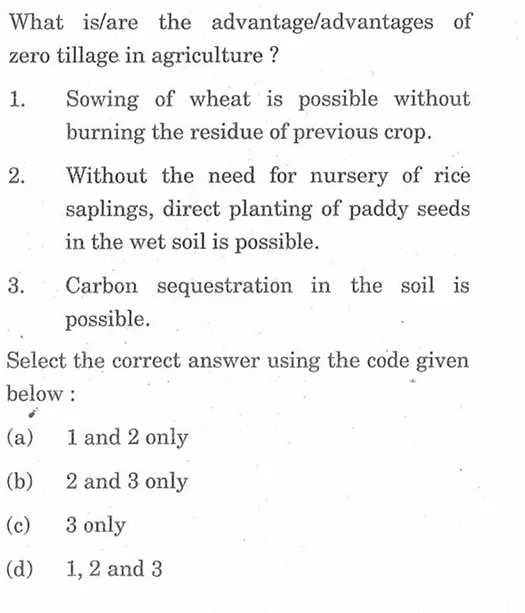 What is/are the advantage/advantages of
zero tillage in agriculture ?
1. Sowing of wheat is possible without
burning the residue of previous crop.
2. Without the need for nursery of rice
saplings, direct planting of paddy seeds
in the wet soil is possible.
3. Carbon sequestration in the soil is
possible.
Select the correct answer using the code given
below :
(a) 1 and 2 only
(b) 2 and 3 only
(c) 3 only
(d) 1, 2 and 3